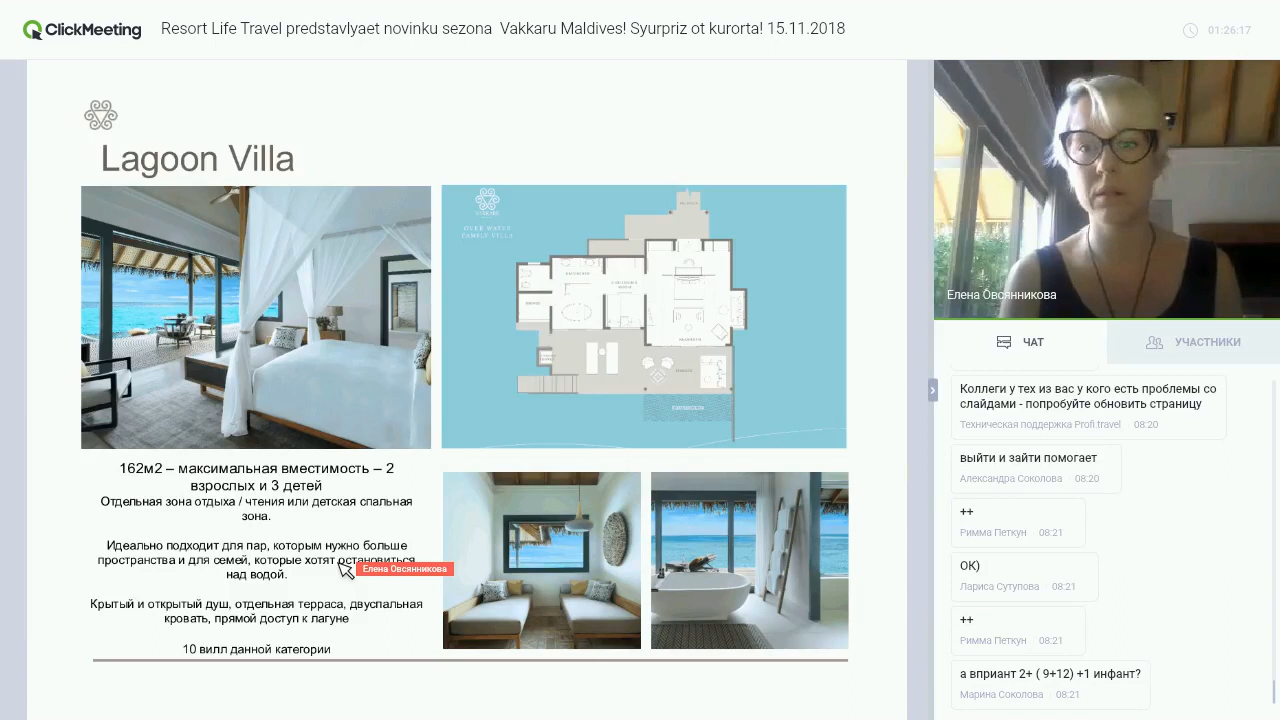 ClickMeeting
Resort Life Travel predstavlyaet novinku sezona Vakkaru Maldives! Syurpriz ot kurorta! 15.11.2018
01:26:17
Lagoon Villa
OVER WATER
FAMILY VILLA
162м2 – максимальная вместимость – 2
взрослых и 3 детей
Отдельная зона отдыха / чтения или детская спальная
зона.
Идеально подходит для пар, которым нужно больше
пространства и для семей, которые хотят остановиться
над водой.
Елена Овсянникова
Крытый и открытый душ, отдельная терраса, двуспальная
кровать, прямой доступ к лагуне
10 вилл данной категории
Елена Овсянникова
ЧАТ
УЧАСТНИКИ
Коллеги у тех из вас у кого есть проблемы со
слайдами - попробуйте обновить страницу
Техническая поддержка Profi.travel 08:20
выйти и зайти помогает
Александра Соколова 08:20
++
Римма Петкун 08:21
ОК)
Лариса Сутупова 08:21
++
Римма Петкун 08:21
а вприант 2+ ( 9+12) +1 инфант?
Марина Соколова 08:21